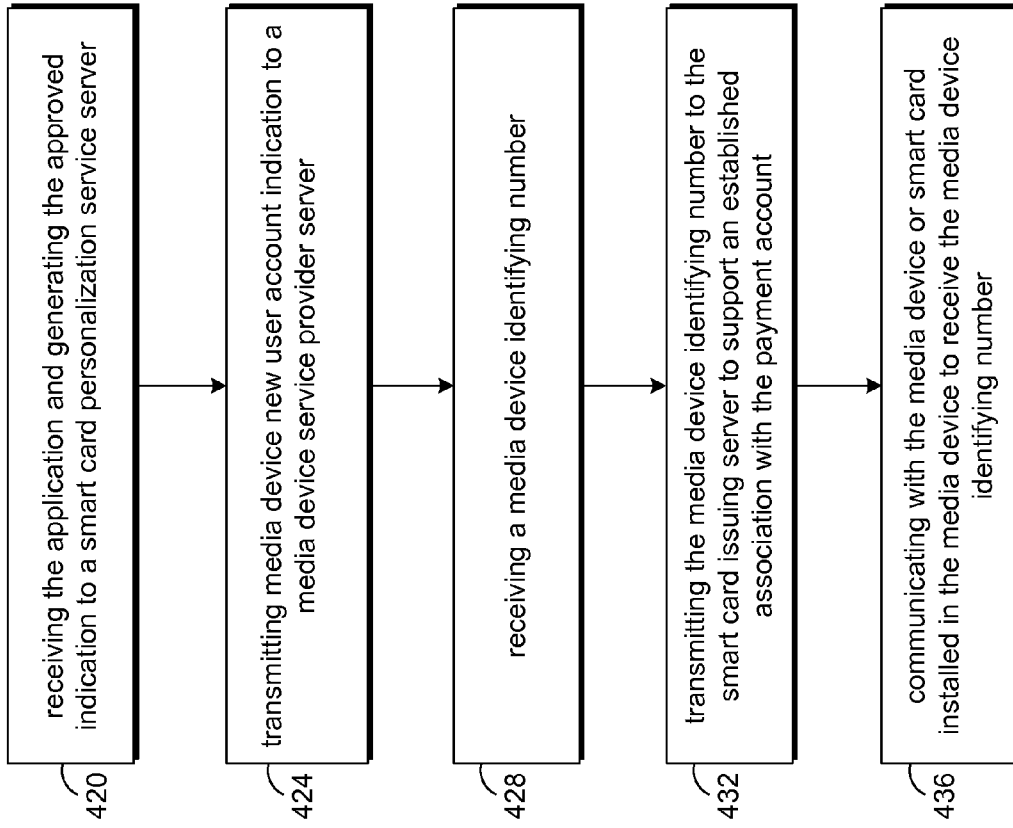 receiving the application and generating the approved
indication to a smart card personalization service server
420
transmitting media device new user account indication to a
media device service provider server
424
receiving a media device identifying number
428
transmitting the media device identifying number to the
smart card issuing server to support an established
association with the payment account
432
communicating with the media device or smart card
installed in the media device to receive the media device
identifying number
436